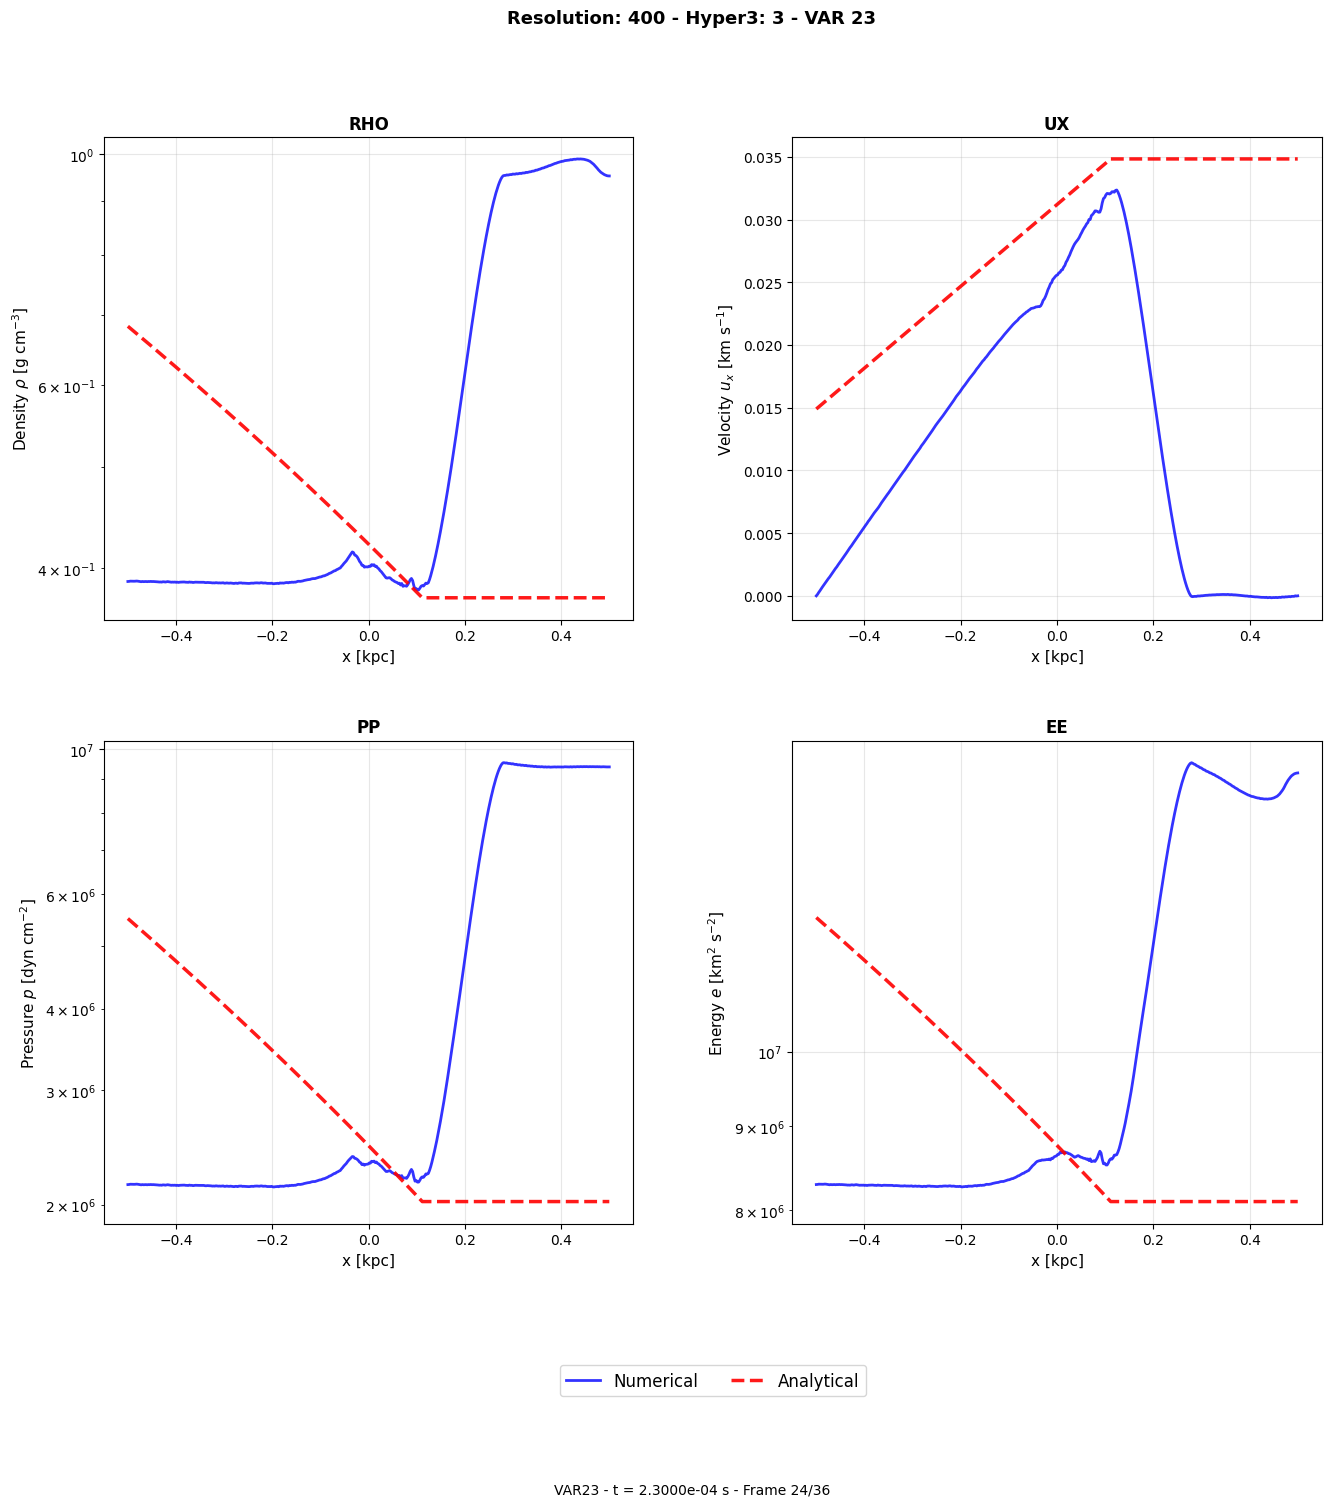 Resolution: 400 - Hyper3: 3 - VAR 23
RHO
10⁰
6 × 10⁻¹
4 × 10⁻¹
Density ρ [g cm⁻³]
−0.4 −0.2 0.0 0.2 0.4
x [kpc]
UX
0.035
0.030
0.025
0.020
0.015
0.010
0.005
0.000
Velocity uₓ [km s⁻¹]
−0.4 −0.2 0.0 0.2 0.4
x [kpc]
PP
10⁷
6 × 10⁶
4 × 10⁶
3 × 10⁶
2 × 10⁶
Pressure p [dyn cm⁻²]
−0.4 −0.2 0.0 0.2 0.4
x [kpc]
EE
10⁷
9 × 10⁶
8 × 10⁶
Energy e [km² s⁻²]
−0.4 −0.2 0.0 0.2 0.4
x [kpc]
Numerical Analytical
VAR23 - t = 2.3000e-04 s - Frame 24/36